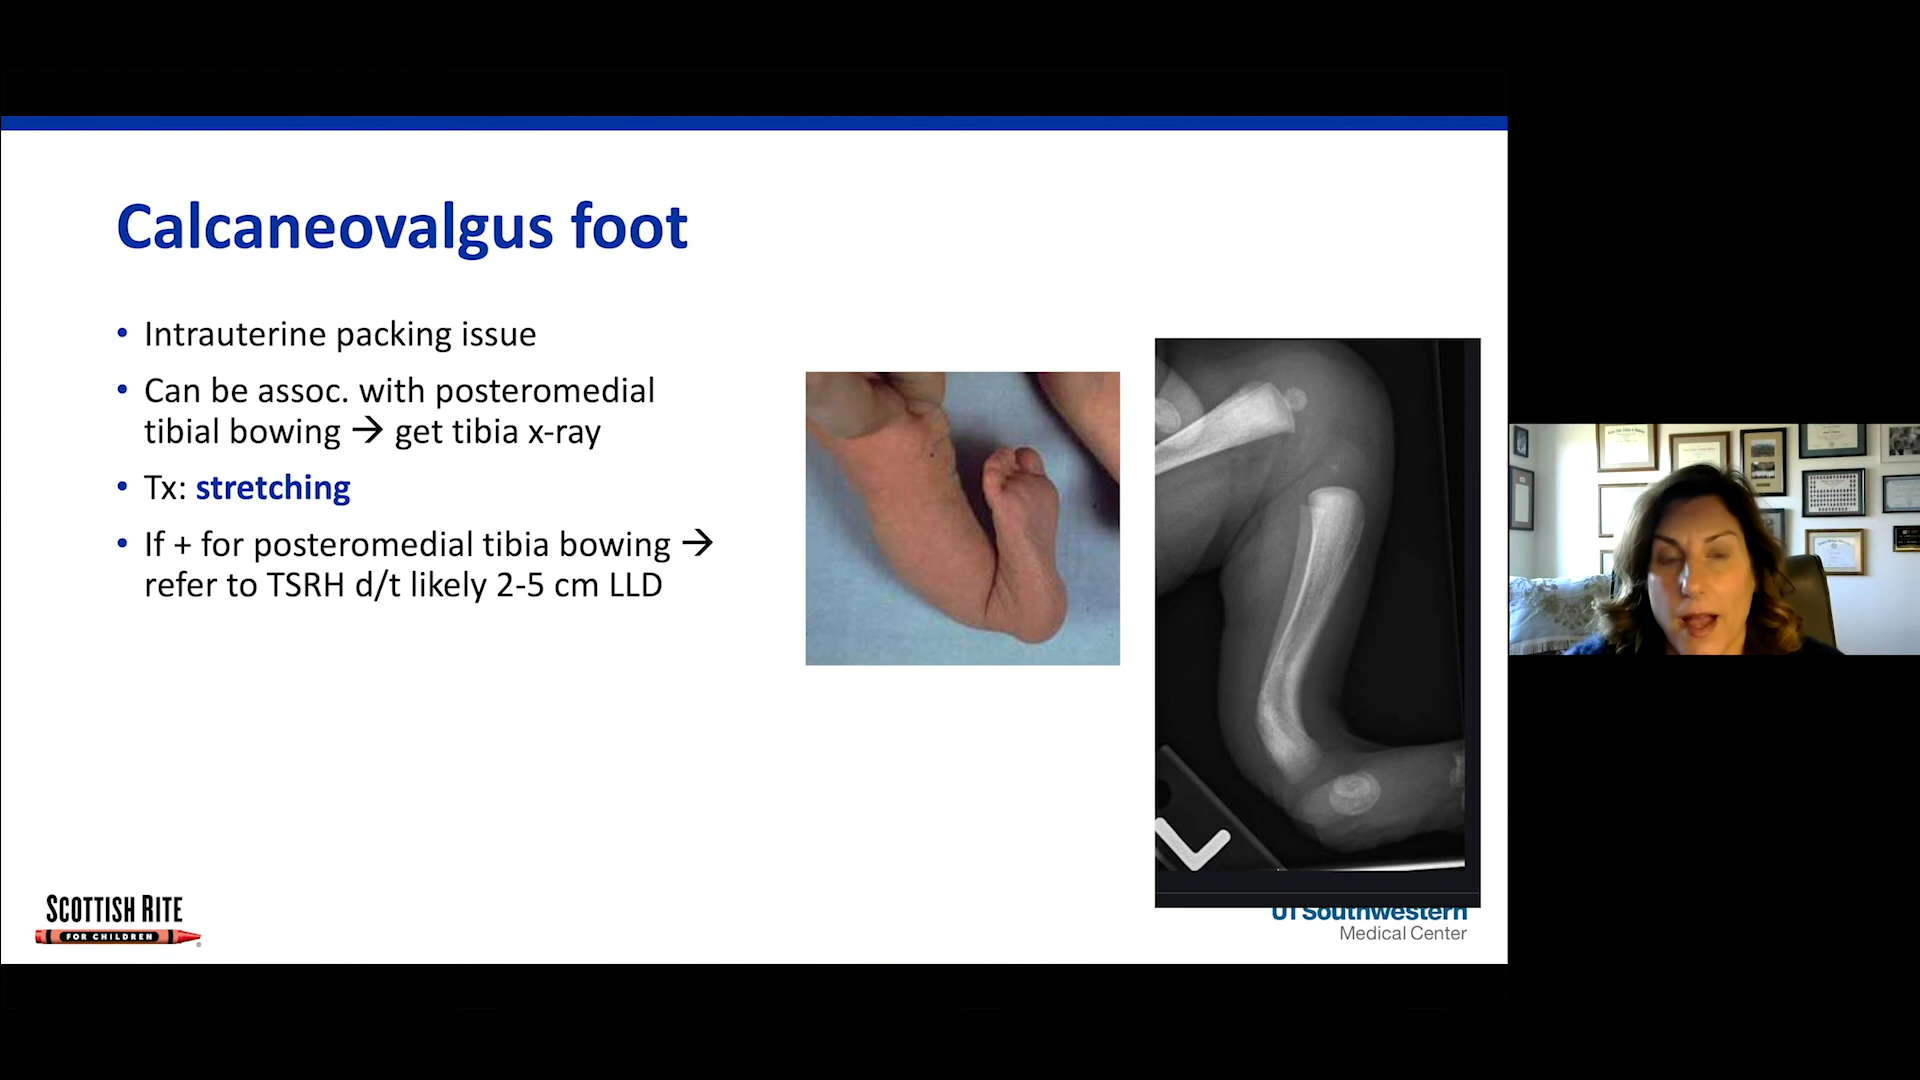 Calcaneovalgus foot
• Intrauterine packing issue
• Can be assoc. with posteromedial
tibial bowing → get tibia x-ray
• Tx: stretching
• If + for posteromedial tibia bowing →
refer to TSRH d/t likely 2-5 cm LLD
SCOTTISH RITE
FOR CHILDREN
®
UT Southwestern
Medical Center